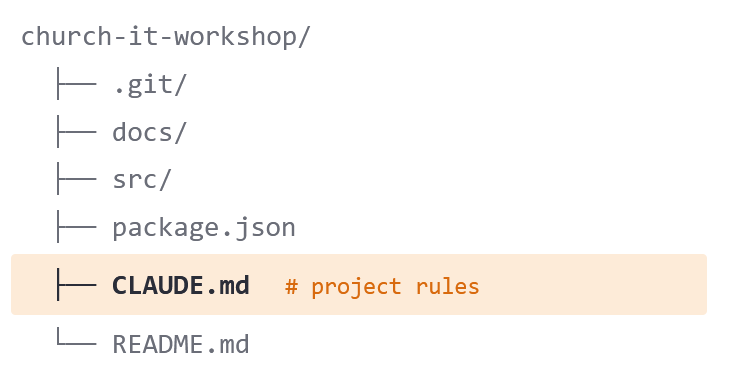 church-it-workshop/
├── .git/
├── docs/
├── src/
├── package.json
├── CLAUDE.md # project rules
└── README.md